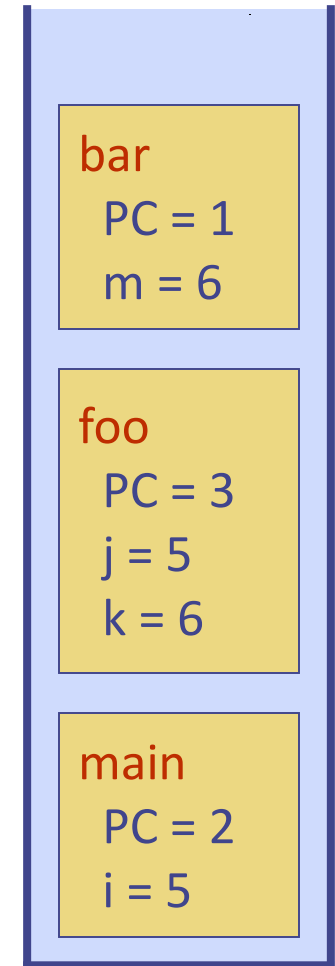 bar
PC = 1
m = 6
foo
PC = 3
j = 5
k = 6
main
PC = 2
i = 5